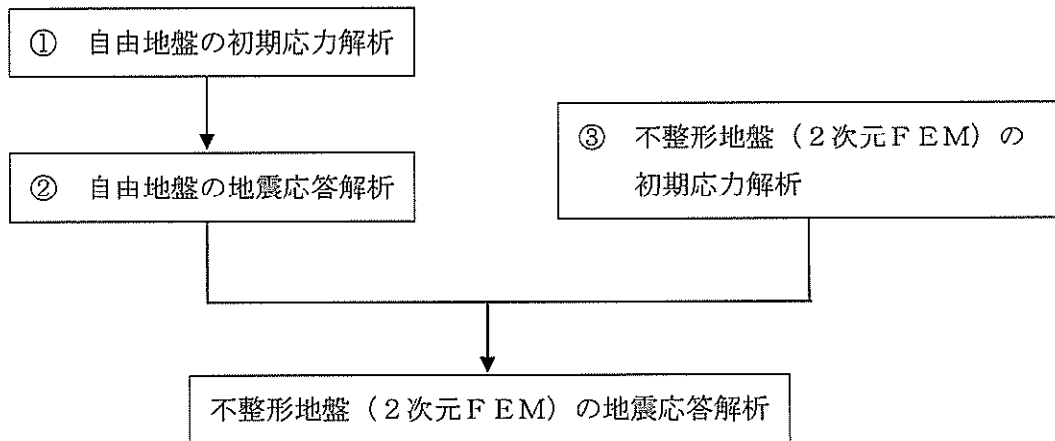 ① 自由地盤の初期応力解析
③ 不整形地盤（２次元ＦＥＭ）の
初期応力解析
② 自由地盤の地震応答解析
不整形地盤（２次元ＦＥＭ）の地震応答解析